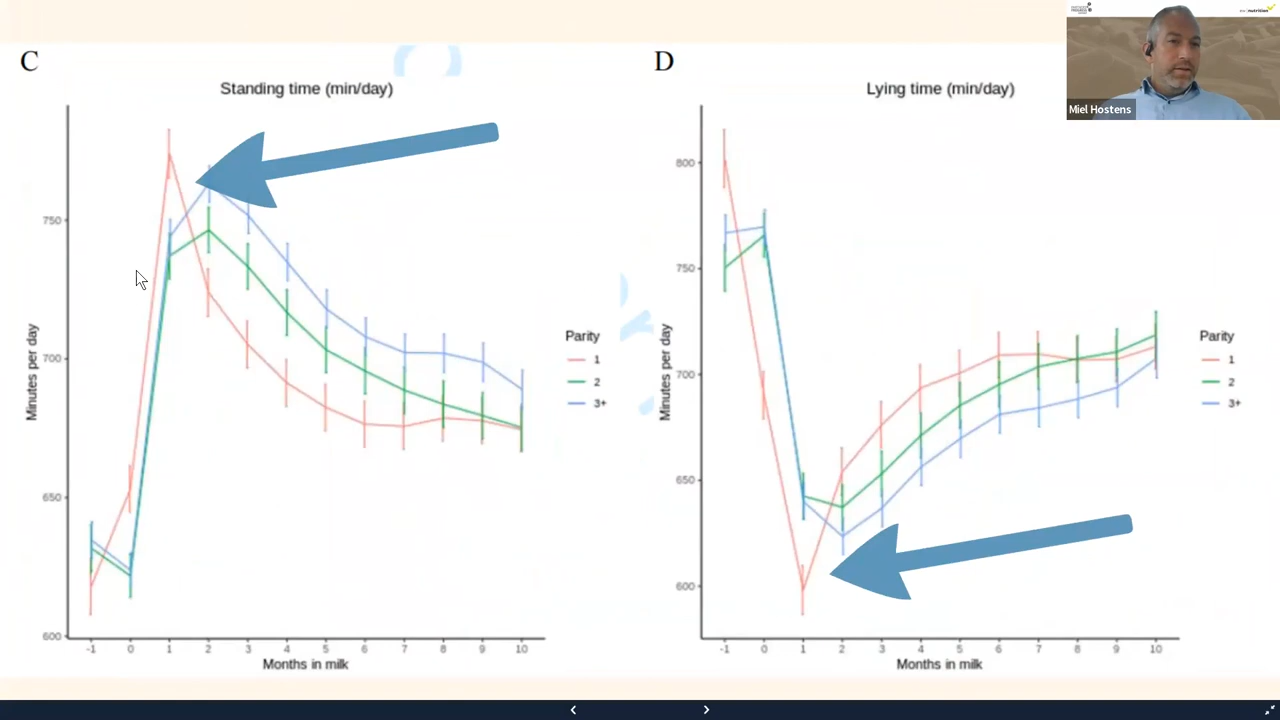 C
Standing time (min/day)
Minutes per day
750
700
650
600
-1 0 1 2 3 4 5 6 7 8 9 10
Months in milk
Parity
1
2
3+
D
Lying time (min/day)
Minutes per day
800
750
700
650
600
-1 0 1 2 3 4 5 6 7 8 9 10
Months in milk
Parity
1
2
3+
nutrition
Miel Hostens